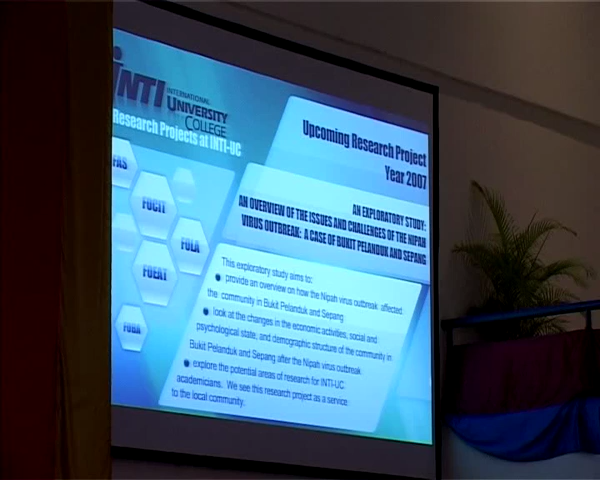 INTI
INTERNATIONAL
UNIVERSITY
COLLEGE
Research Projects at INTI-UC
FAS
FOCIT
FOLA
FOEAT
FOBA
Upcoming Research Project
Year 2007
AN EXPLORATORY STUDY:
AN OVERVIEW OF THE ISSUES AND CHALLENGES OF THE NIPAH
VIRUS OUTBREAK: A CASE OF BUKIT PELANDUK AND SEPANG
This exploratory study aims to:
● provide an overview on how the Nipah virus outbreak affected
the community in Bukit Pelanduk and Sepang
● look at the changes in the economic activities, social and
psychological state, and demographic structure of the community in
Bukit Pelanduk and Sepang after the Nipah virus outbreak
● explore the potential areas of research for INTI-UC
academicians. We see this research project as a service
to the local community.